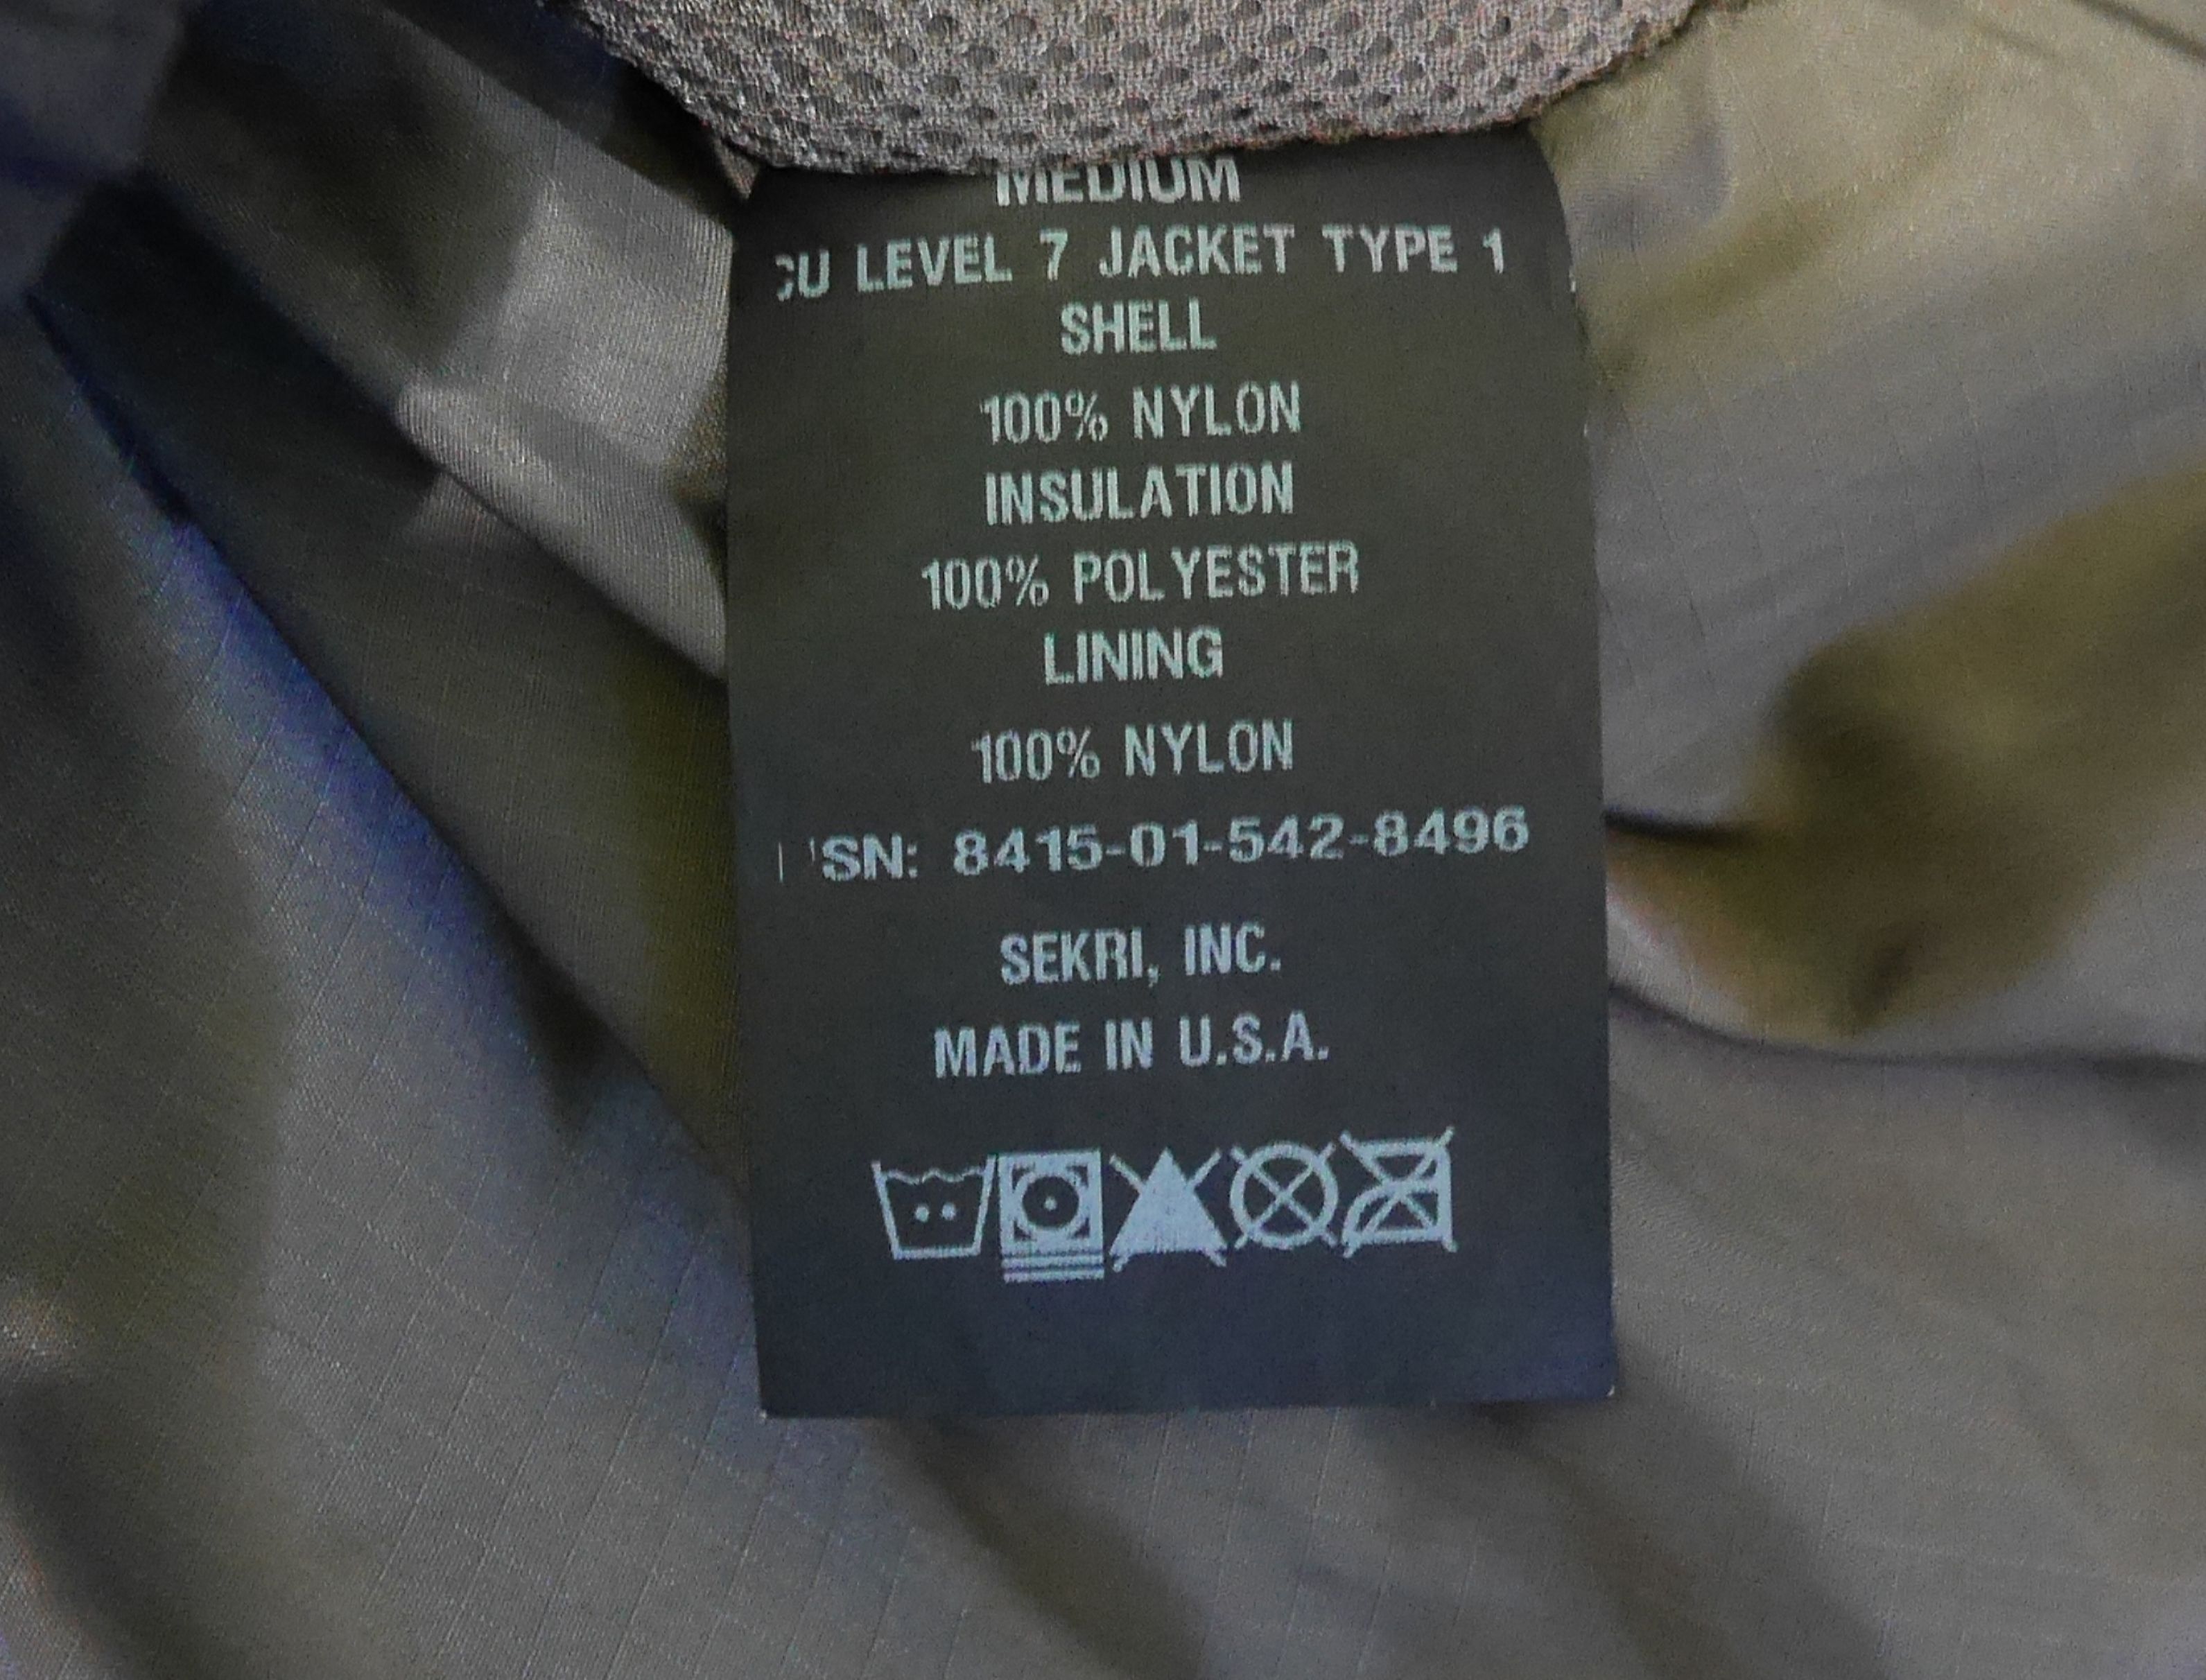 MEDIUM
CU LEVEL 7 JACKET TYPE 1
SHELL
100% NYLON
INSULATION
100% POLYESTER
LINING
100% NYLON
SN: 8415-01-542-8496
SEKRI, INC.
MADE IN U.S.A.